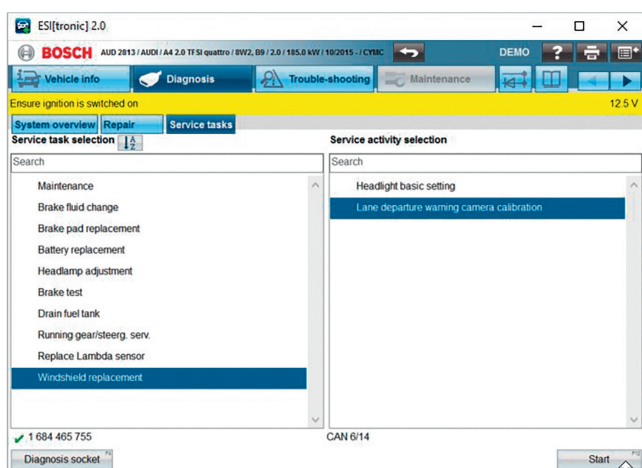 ESI[tronic] 2.0
BOSCH AUD 2813 / AUDI / A4 2.0 TFSI quattro / 8W2, B9 / 2.0 / 185.0 kW / 10/2015 - / CYMC DEMO ?
Vehicle info Diagnosis Trouble-shooting Maintenance
Ensure ignition is switched on 12.5 V
System overview Repair Service tasks
Service task selection Service activity selection
Search Search
Maintenance Headlight basic setting
Brake fluid change Lane departure warning camera calibration
Brake pad replacement
Battery replacement
Headlamp adjustment
Brake test
Drain fuel tank
Running gear/steerg. serv.
Replace Lambda sensor
Windshield replacement
1 684 465 755 CAN 6/14
Diagnosis socket Start